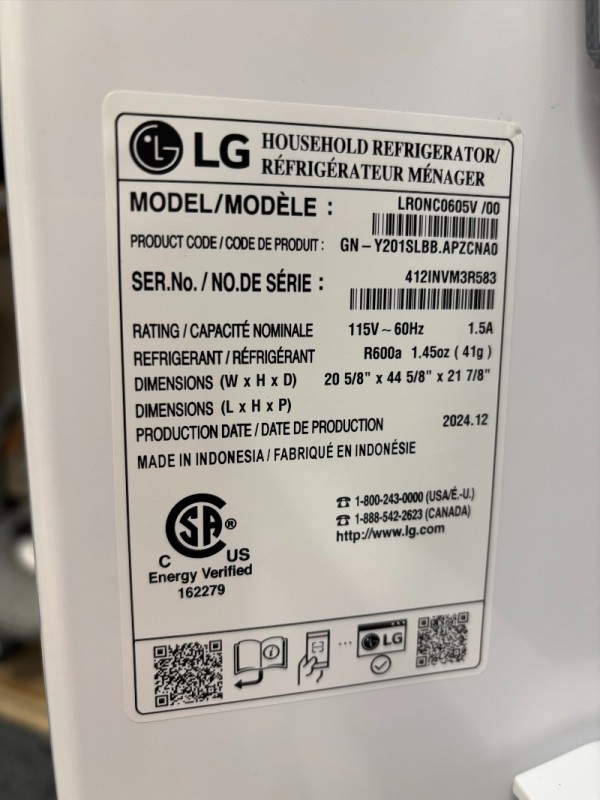 LG HOUSEHOLD REFRIGERATOR/
RÉFRIGÉRATEUR MÉNAGER
MODEL/MODÈLE : LRONC0605V /00
PRODUCT CODE / CODE DE PRODUIT : GN-Y201SLBB.APZCNA0
SER.No. / NO.DE SÉRIE : 412INVM3R583
RATING / CAPACITÉ NOMINALE 115V ~ 60Hz 1.5A
REFRIGERANT / RÉFRIGÉRANT R600a 1.45oz ( 41g )
DIMENSIONS (W x H x D) 20 5/8" x 44 5/8" x 21 7/8"
DIMENSIONS (L x H x P)
PRODUCTION DATE / DATE DE PRODUCTION 2024.12
MADE IN INDONESIA / FABRIQUÉ EN INDONÉSIE
☎ 1-800-243-0000 (USA/É.-U.)
☎ 1-888-542-2623 (CANADA)
http://www.lg.com
SA ®
C US
Energy Verified
162279
LG